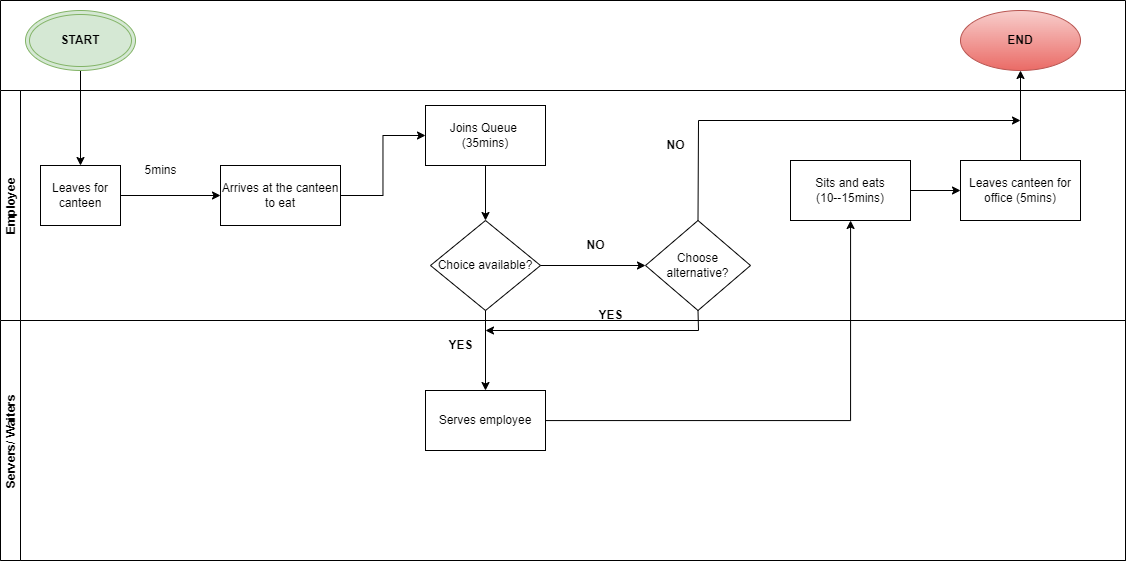 START
END
Employee
Leaves for
canteen
5mins
Arrives at the canteen
to eat
Joins Queue
(35mins)
Choice available?
NO
Choose
alternative?
NO
Sits and eats
(10--15mins)
Leaves canteen for
office (5mins)
YES
YES
Servers/ Waiters
Serves employee